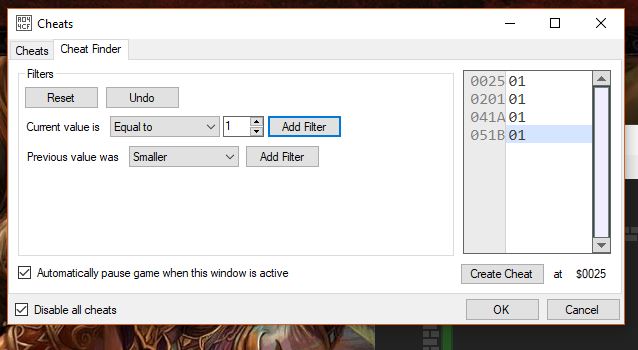 A04
4CF
Cheats
Cheats Cheat Finder
Filters
Reset Undo
Current value is Equal to 1 Add Filter
Previous value was Smaller Add Filter
0025 01
0201 01
041A 01
051B 01
Automatically pause game when this window is active
Create Cheat at $0025
Disable all cheats
OK Cancel